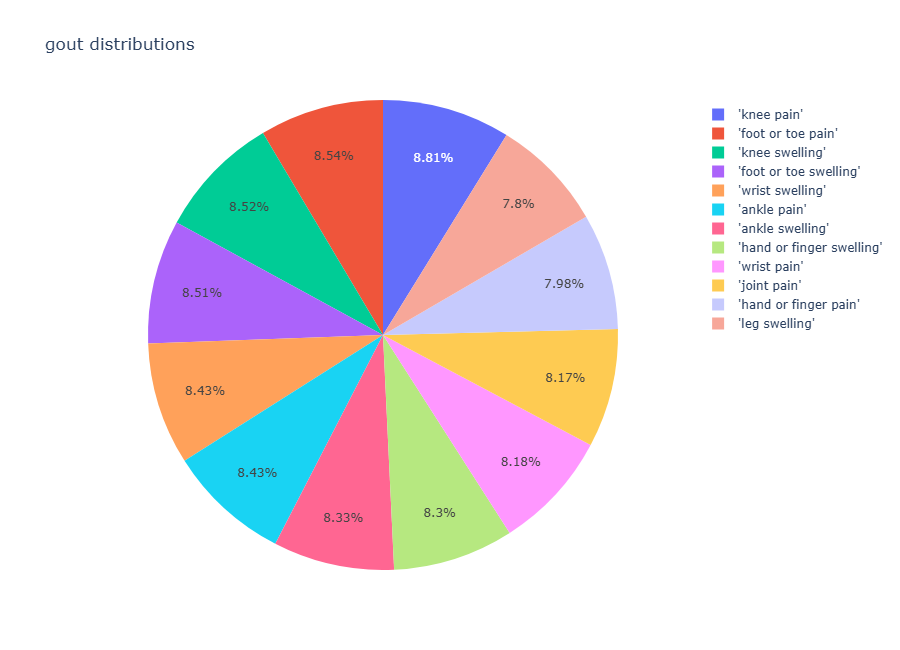 gout distributions
8.54%
8.81%
8.52%
7.8%
8.51%
7.98%
8.43%
8.17%
8.43%
8.18%
8.33%
8.3%
'knee pain'
'foot or toe pain'
'knee swelling'
'foot or toe swelling'
'wrist swelling'
'ankle pain'
'ankle swelling'
'hand or finger swelling'
'wrist pain'
'joint pain'
'hand or finger pain'
'leg swelling'